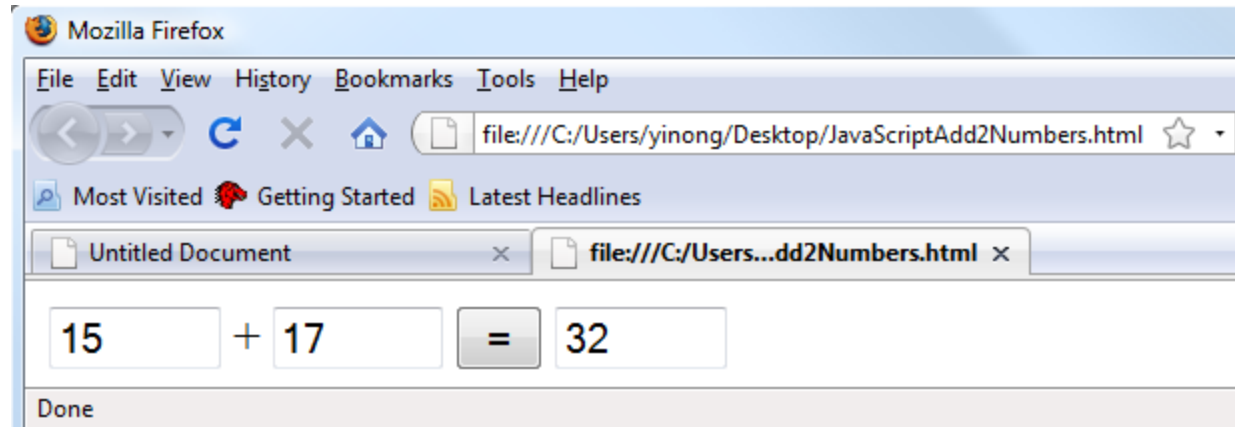 Mozilla Firefox
File Edit View History Bookmarks Tools Help
file:///C:/Users/yinong/Desktop/JavaScriptAdd2Numbers.html
Most Visited Getting Started Latest Headlines
Untitled Document file:///C:/Users...dd2Numbers.html
15 + 17 = 32
Done